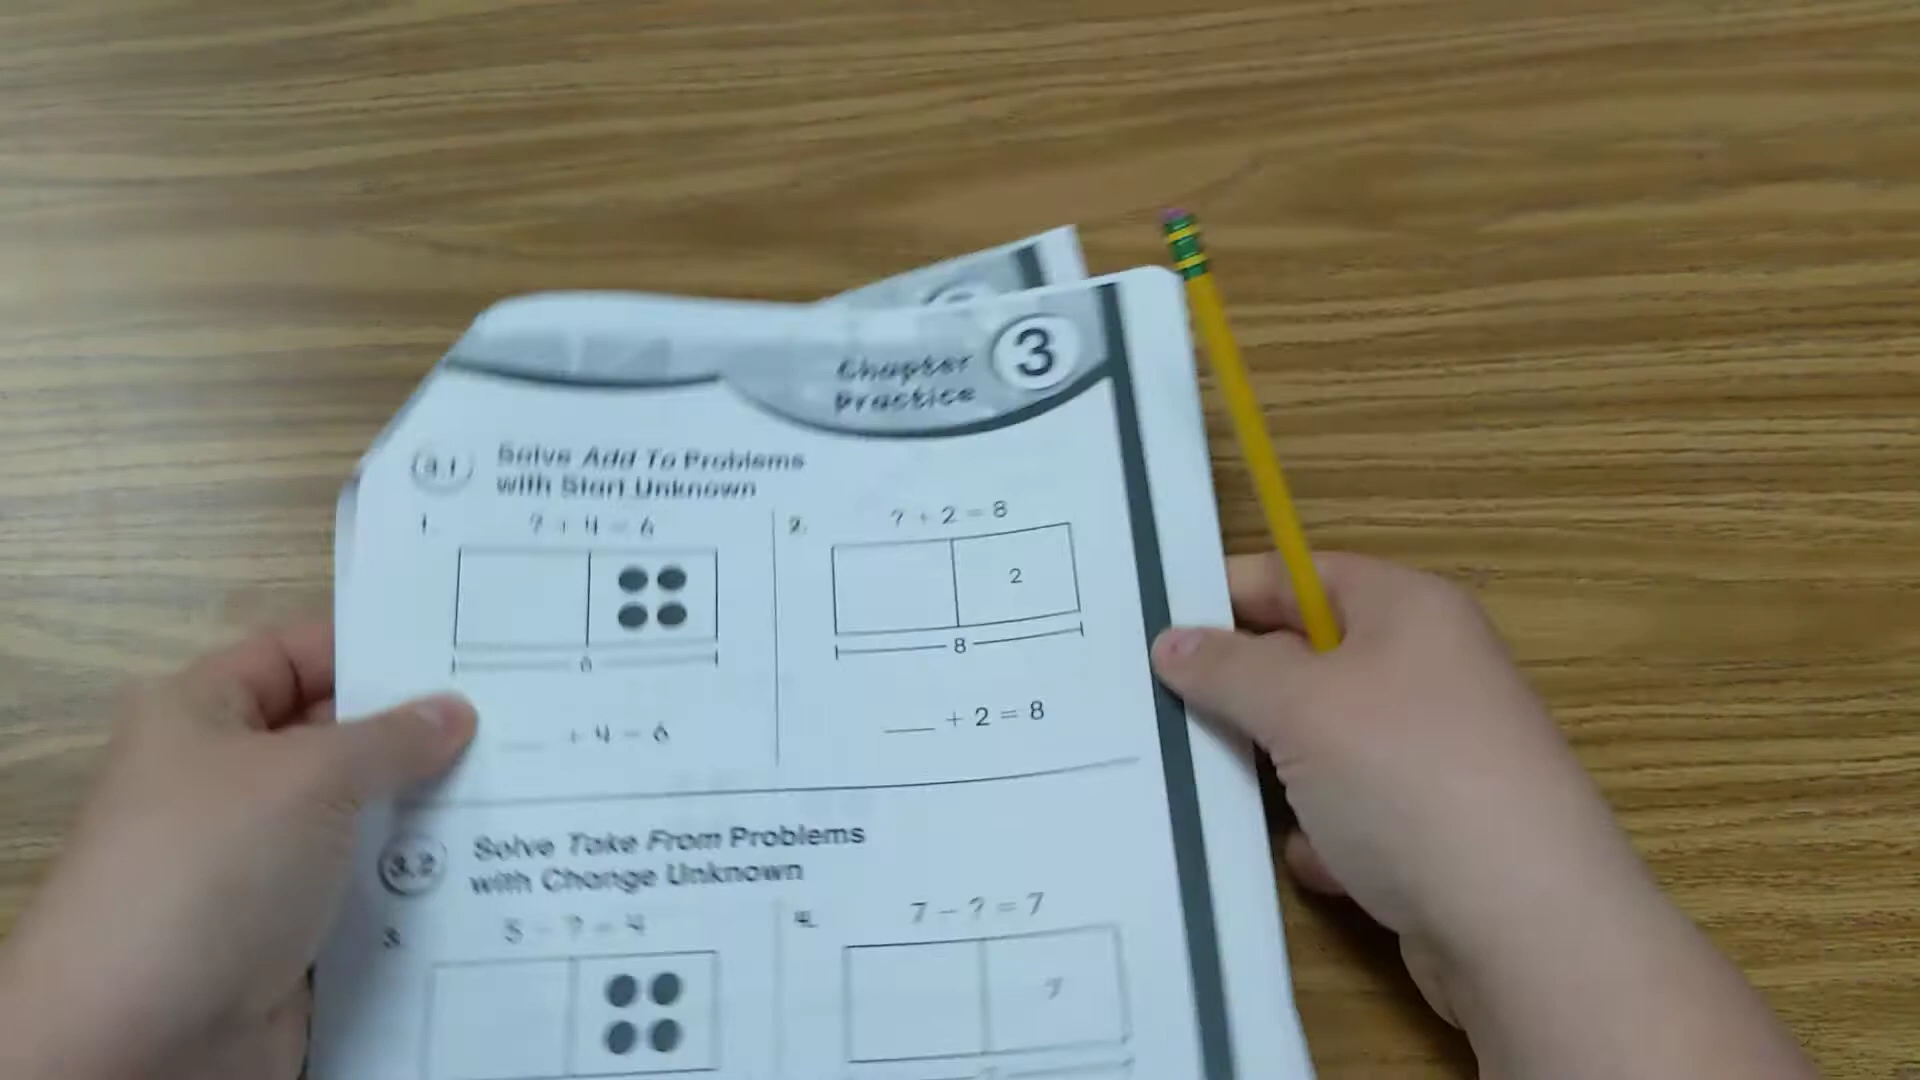 Chapter
Practice
3
3.1
Solve Add To Problems
with Start Unknown
1.
? + 4 = 6
6
___ + 4 = 6
2.
? + 2 = 8
2
8
___ + 2 = 8
3.2
Solve Take From Problems
with Change Unknown
3.
5 - ? = 4
4.
7 - ? = 7
7